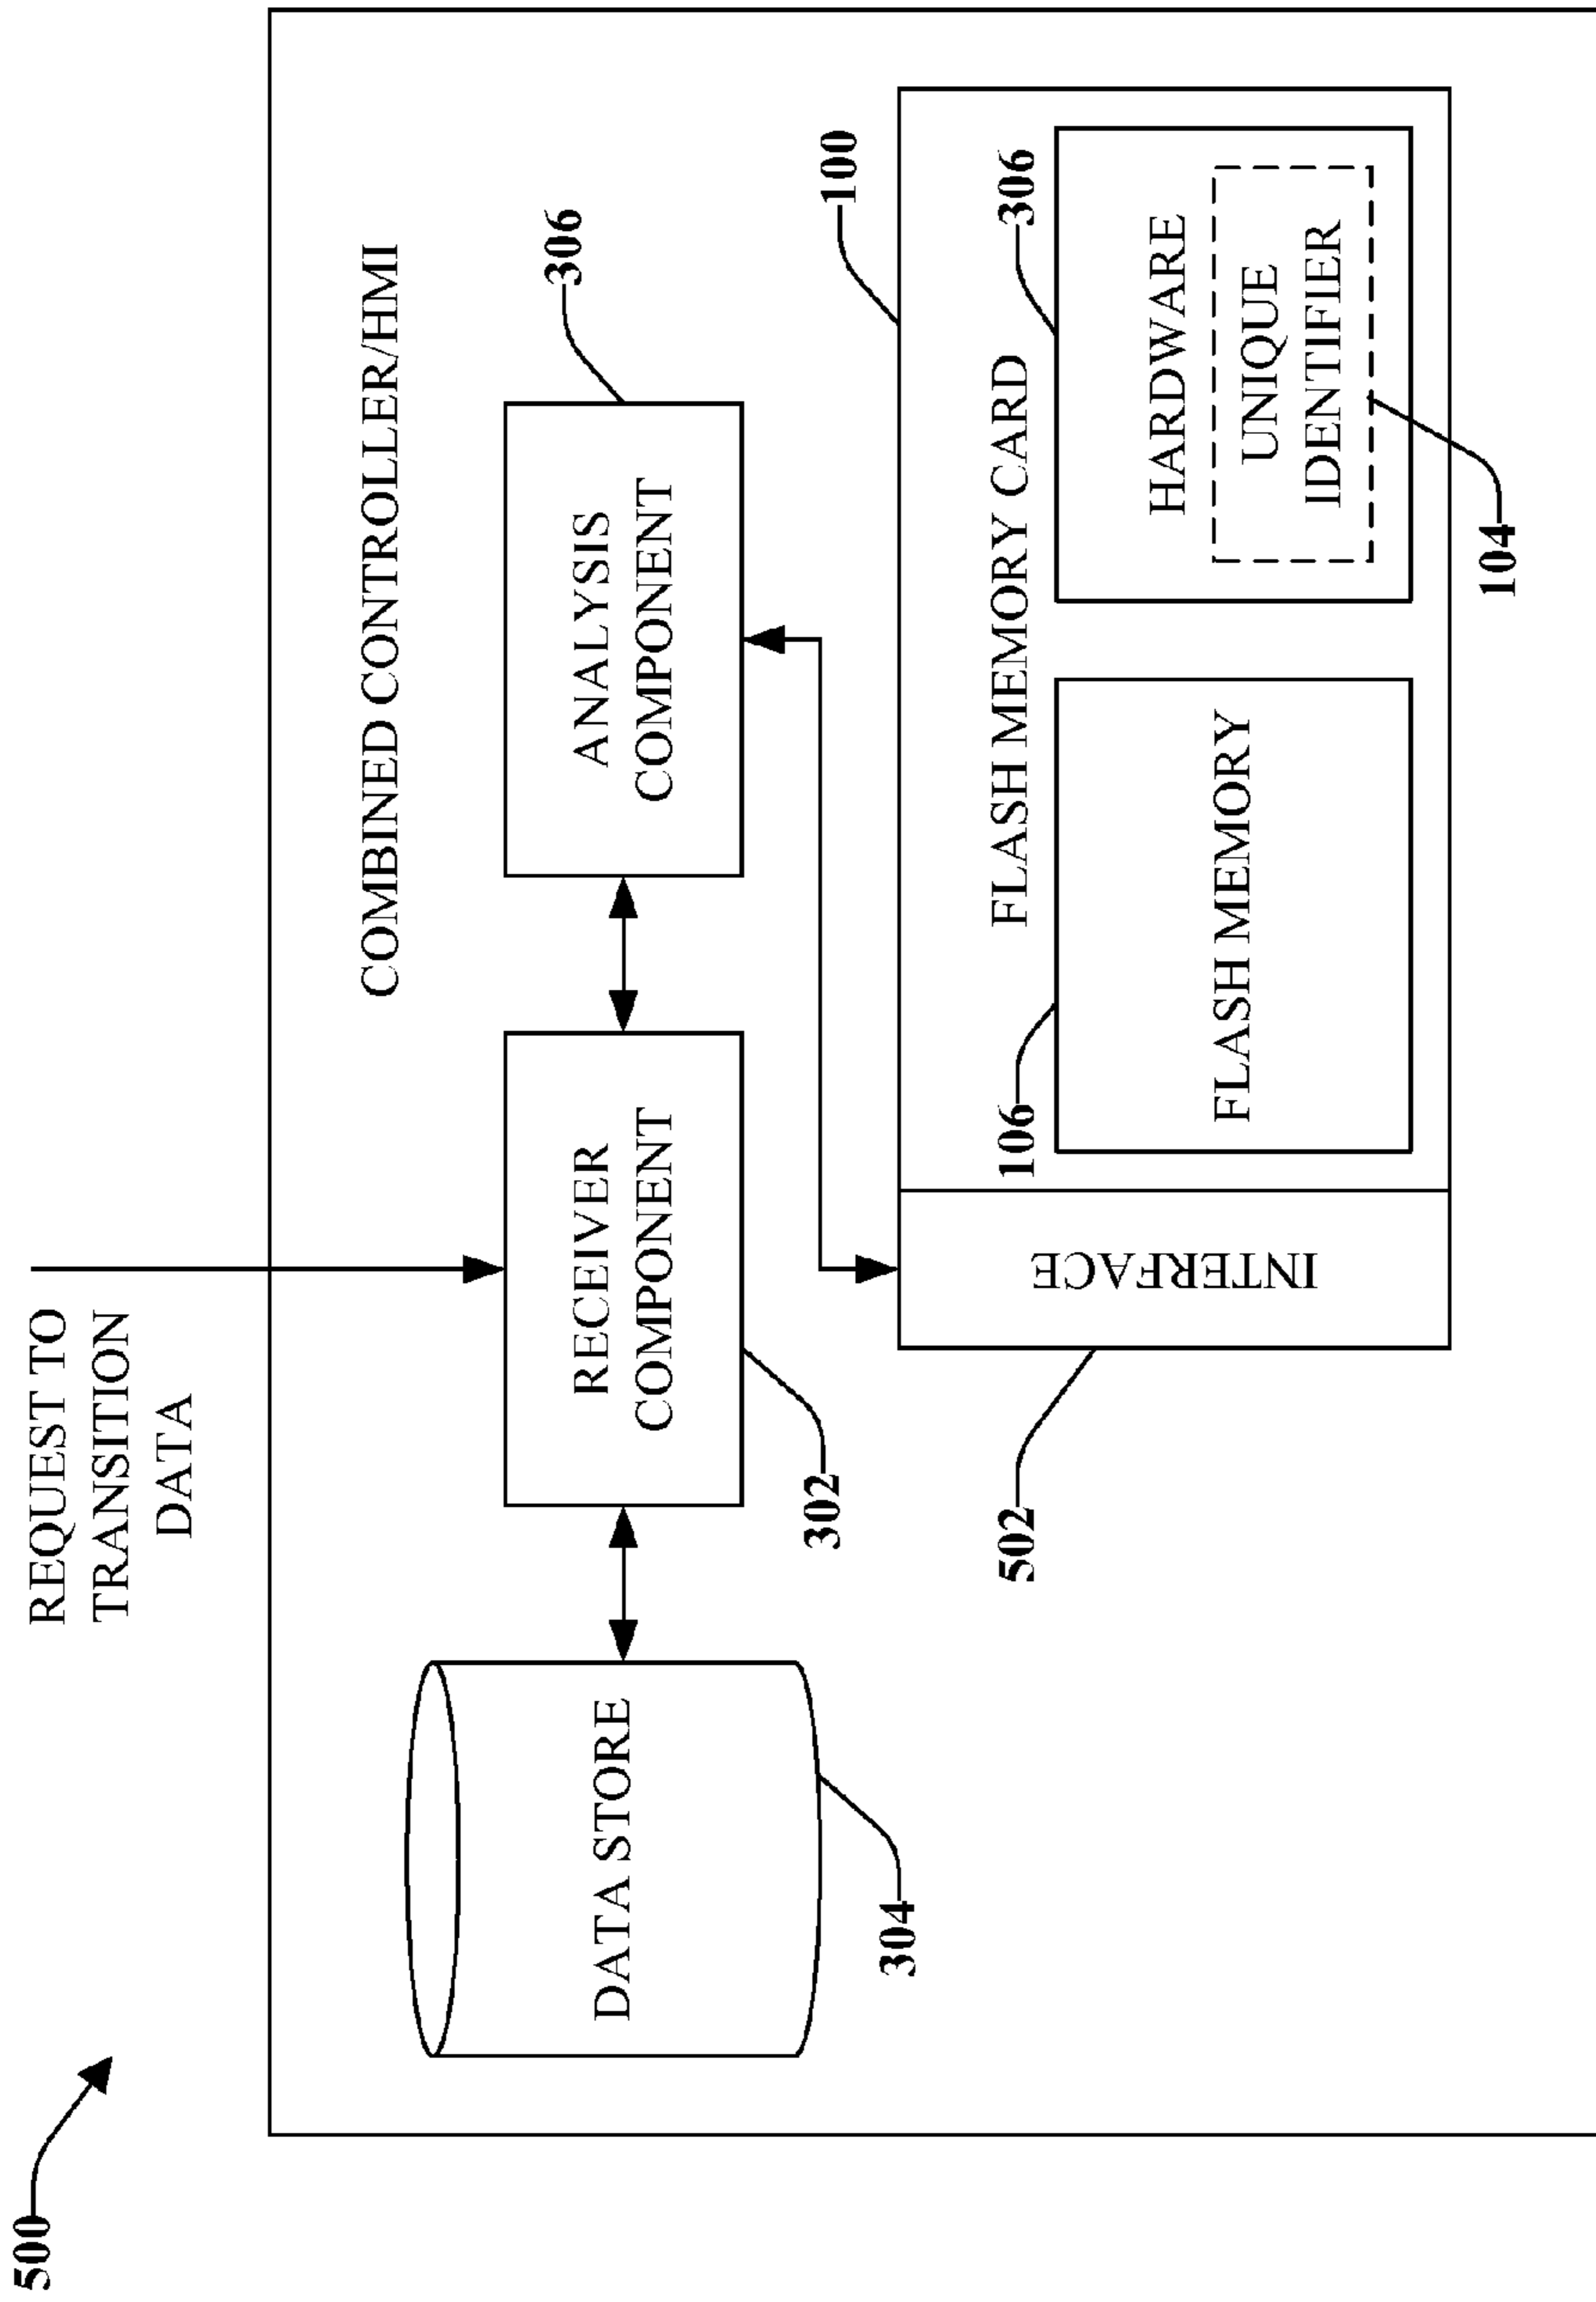 500
REQUEST TO
TRANSITION
DATA
COMBINED CONTROLLER/HMI
DATA STORE
304
RECEIVER
COMPONENT
302
ANALYSIS
COMPONENT
306
502
INTERFACE
100
FLASH MEMORY CARD
106
FLASH MEMORY
306
HARDWARE
UNIQUE
IDENTIFIER
104